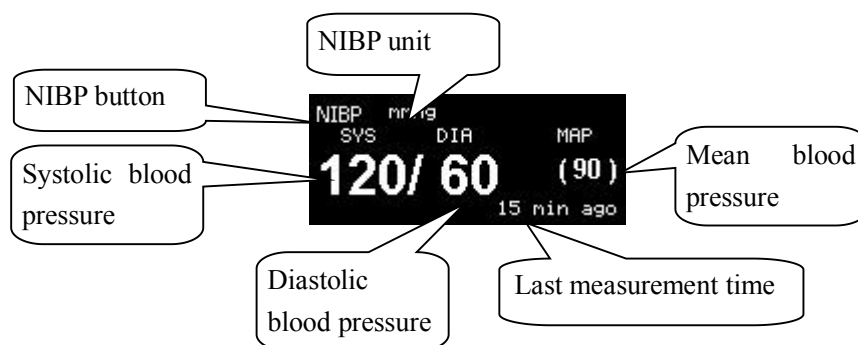 NIBP unit
NIBP button
NIBP mmHg
SYS DIA MAP
120/ 60 (90)
15 min ago
Systolic blood
pressure
Mean blood
pressure
Diastolic
blood pressure
Last measurement time